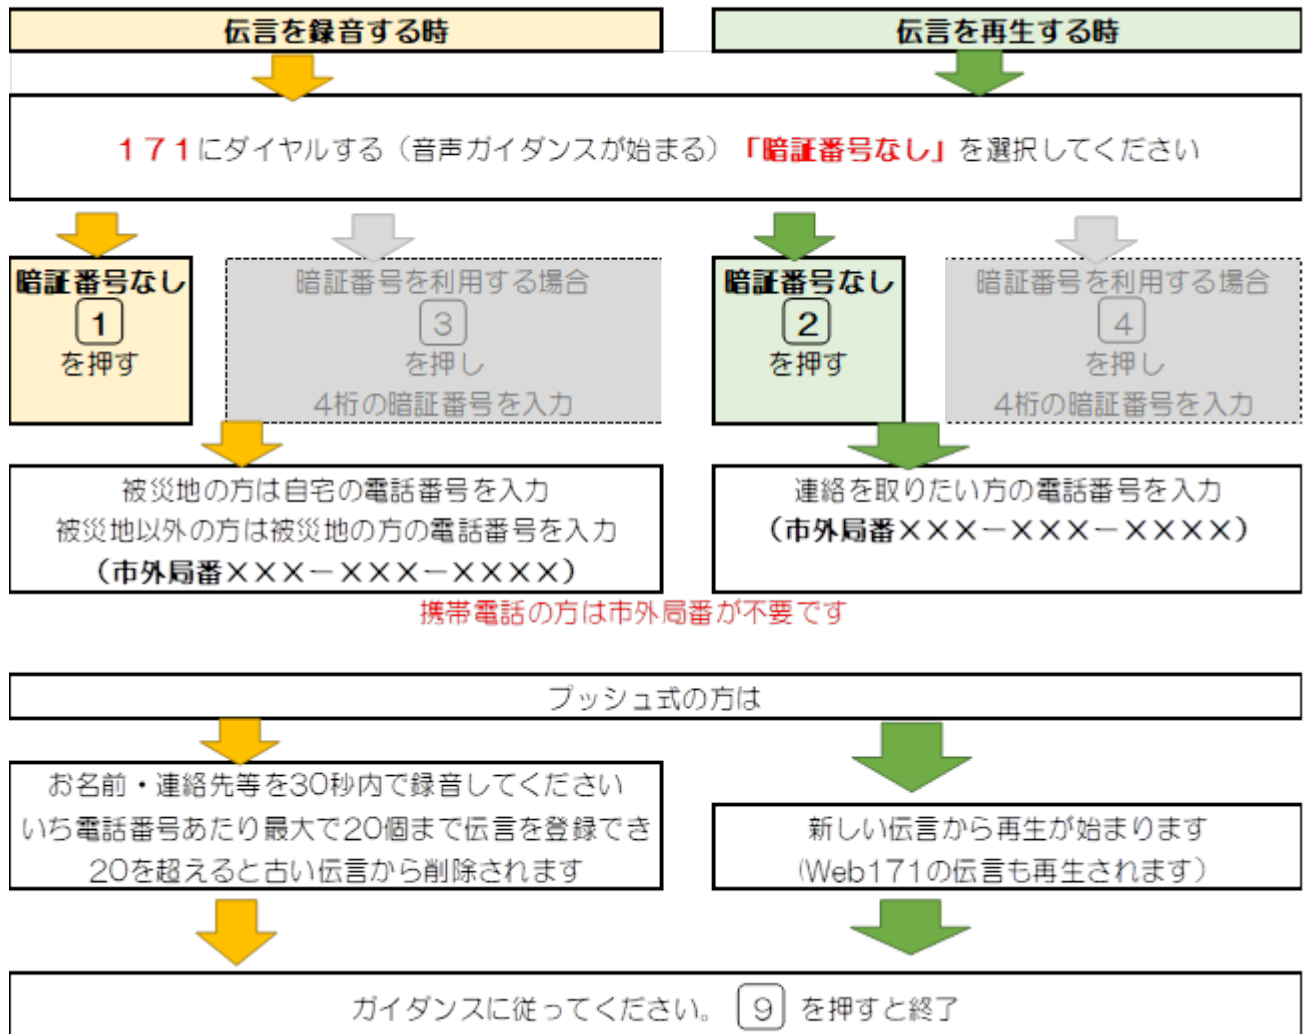 伝言を録音する時
伝言を再生する時
171にダイヤルする（音声ガイダンスが始まる）「暗証番号なし」を選択してください
暗証番号なし
1
を押す
暗証番号を利用する場合
3
を押し
4桁の暗証番号を入力
暗証番号なし
2
を押す
暗証番号を利用する場合
4
を押し
4桁の暗証番号を入力
被災地の方は自宅の電話番号を入力
被災地以外の方は被災地の方の電話番号を入力
（市外局番×××－×××－××××）
連絡を取りたい方の電話番号を入力
（市外局番×××－×××－××××）
携帯電話の方は市外局番が不要です
プッシュ式の方は
お名前・連絡先等を30秒内で録音してください
いち電話番号あたり最大で20個まで伝言を登録でき
20を超えると古い伝言から削除されます
新しい伝言から再生が始まります
(Web171の伝言も再生されます）
ガイダンスに従ってください。 9 を押すと終了